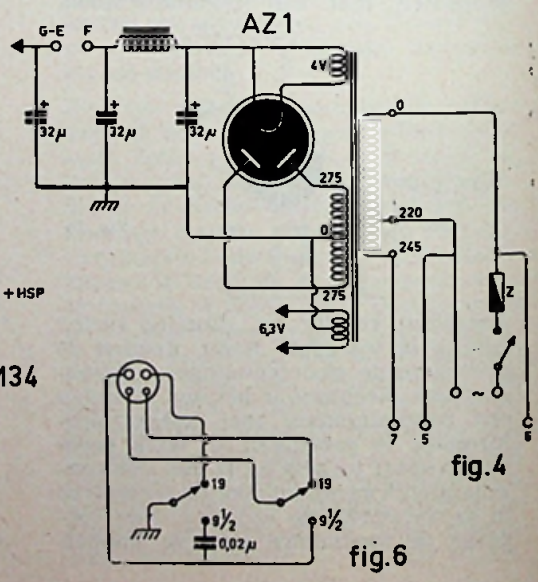 AZ1
G-E F
4V
0
+ + +
32μ 32μ 32μ
275
0
220
245
275
+HSP
6,3V
Z
M34
~
7 5 6
fig.4
19 19
9½ 9½
0,02μ
fig.6